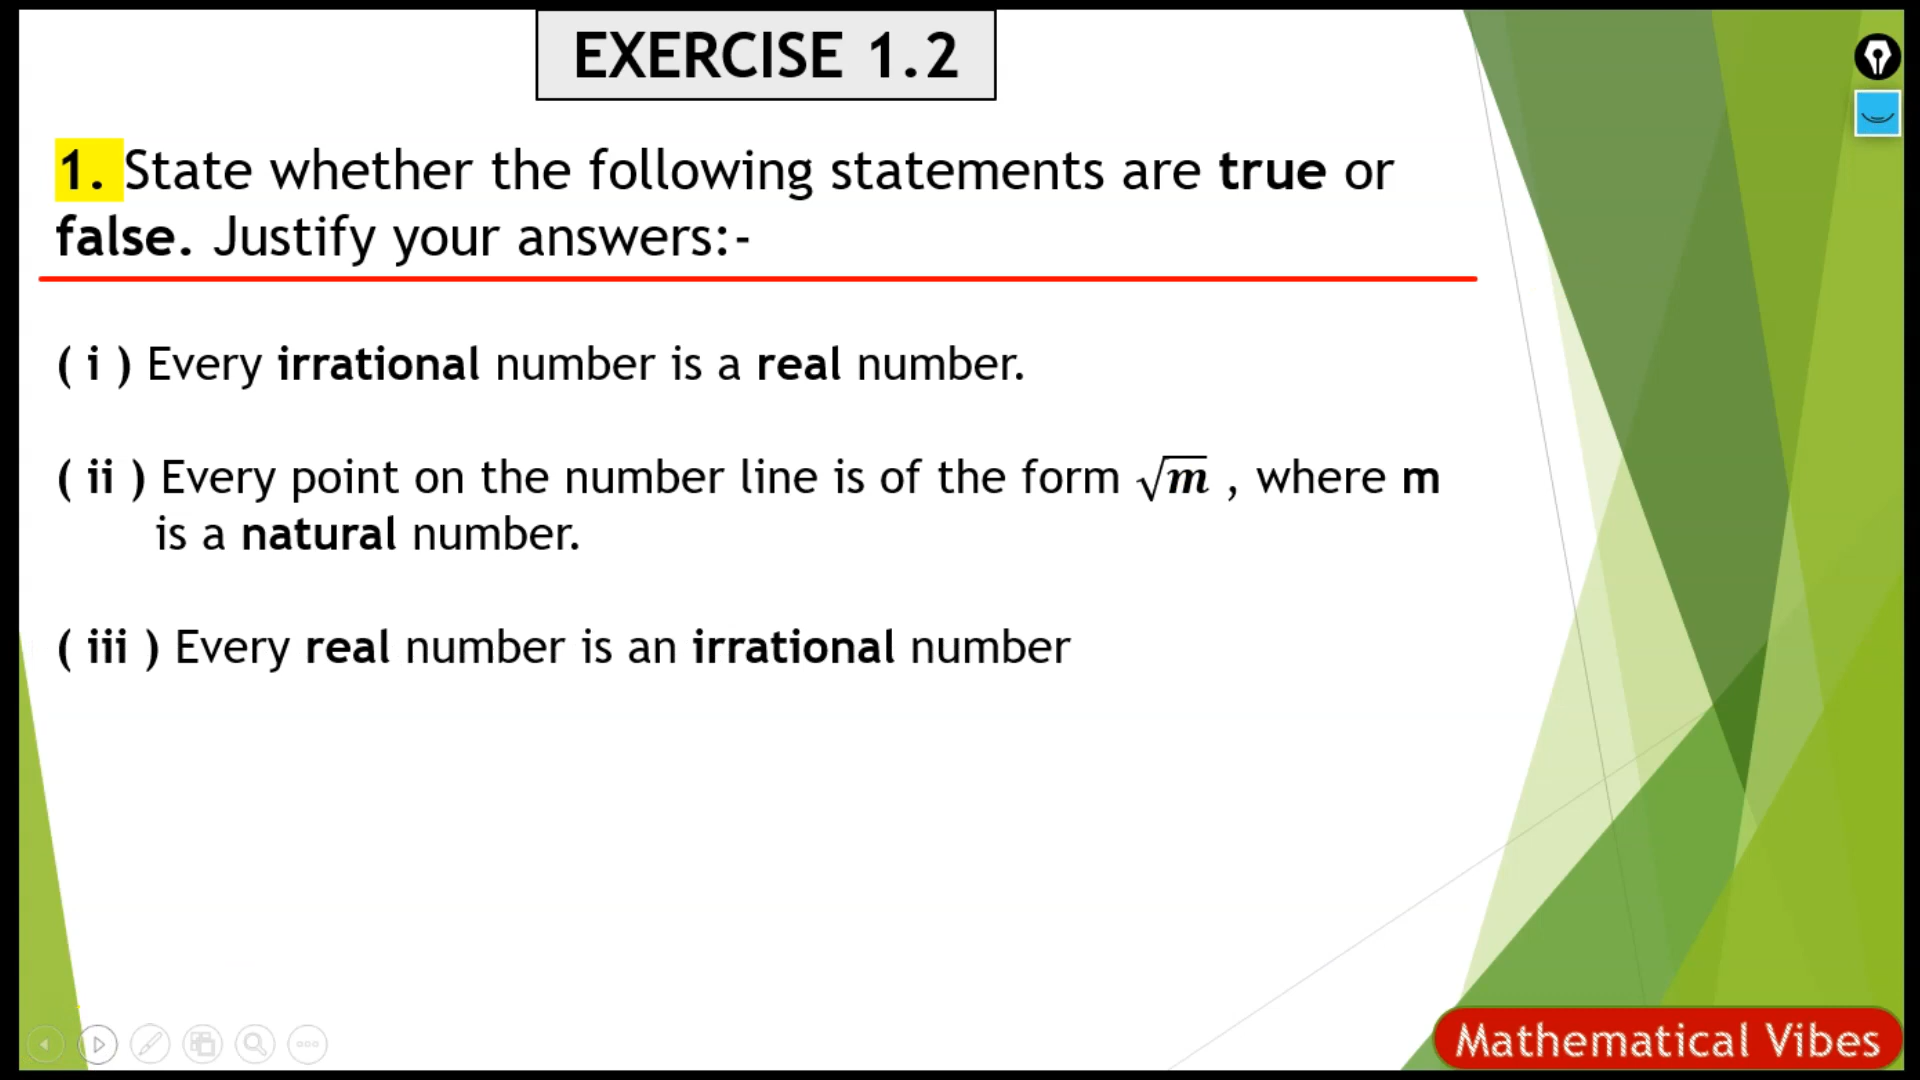 EXERCISE 1.2
1. State whether the following statements are true or
false. Justify your answers:-
( i ) Every irrational number is a real number.
( ii ) Every point on the number line is of the form √m , where m
is a natural number.
( iii ) Every real number is an irrational number
Mathematical Vibes